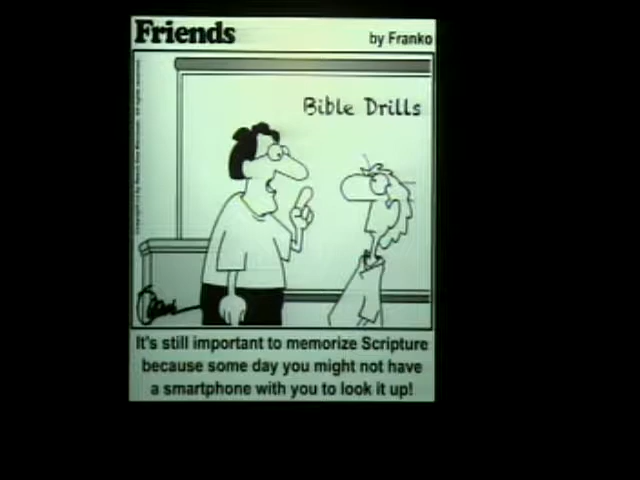 Friends
by Franko
Bible Drills
It's still important to memorize Scripture
because some day you might not have
a smartphone with you to look it up!